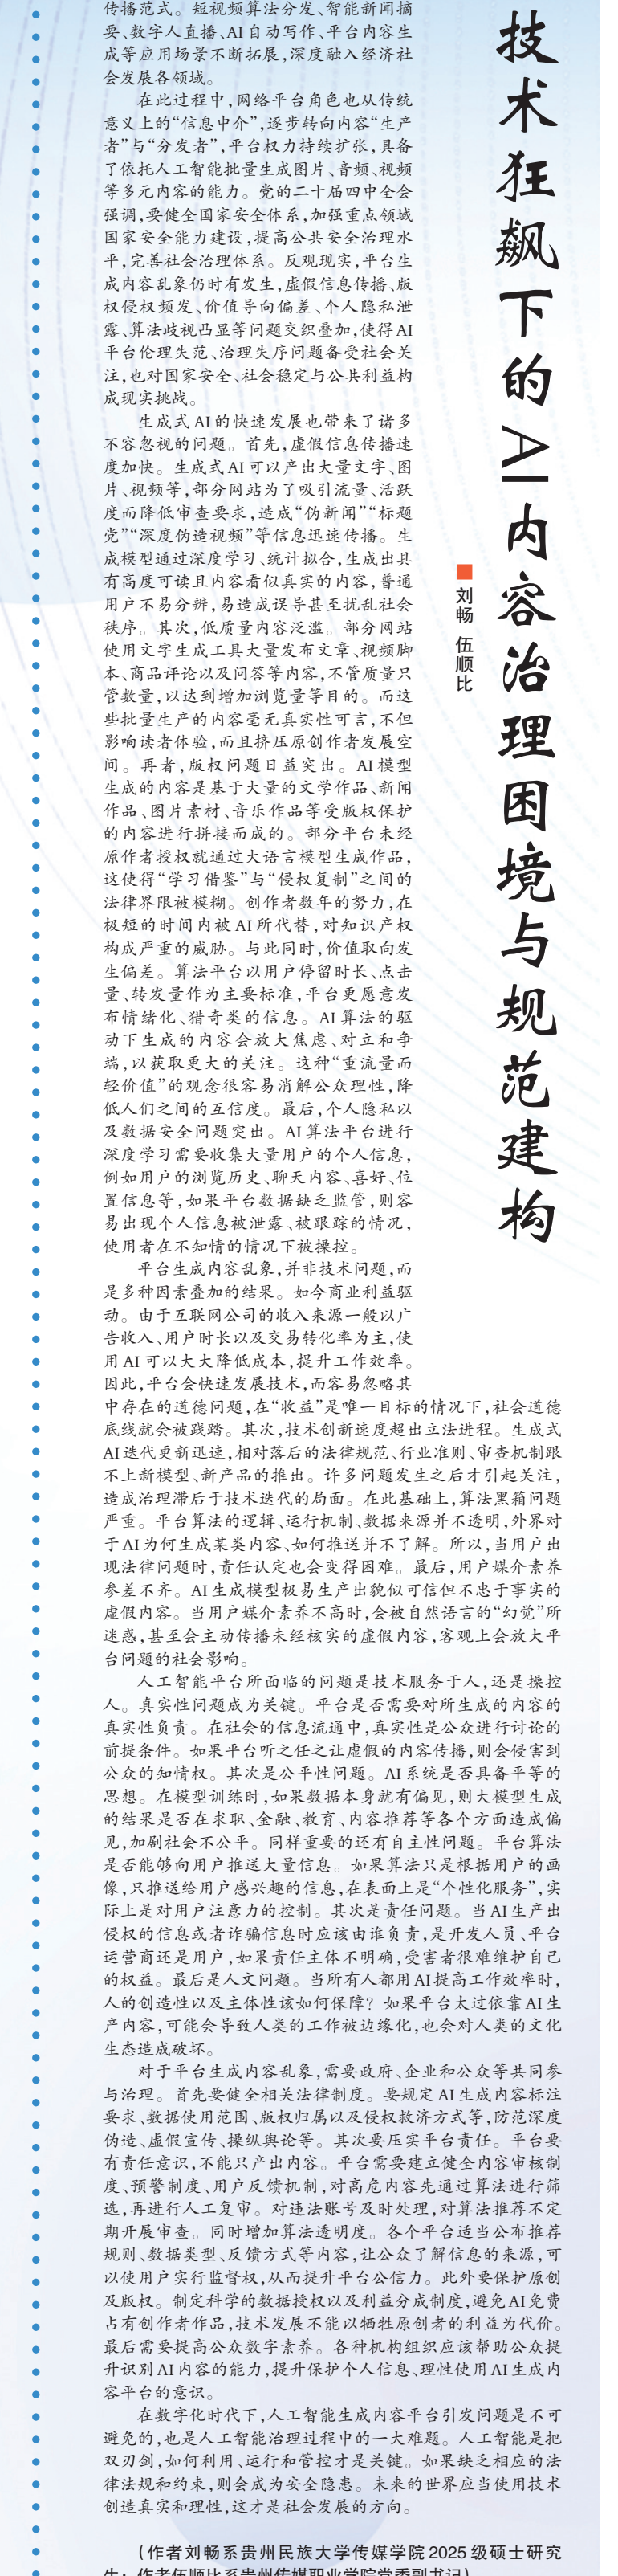 技术狂飙下的AI内容治理困境与规范建构
■刘畅 伍顺比
传播范式。短视频算法分发、智能新闻摘
要、数字人直播、AI自动写作、平台内容生
成等应用场景不断拓展,深度融入经济社
会发展各领域。
在此过程中,网络平台角色也从传统
意义上的“信息中介”,逐步转向内容“生产
者”与“分发者”,平台权力持续扩张,具备
了依托人工智能批量生成图片、音频、视频
等多元内容的能力。党的二十届四中全会
强调,要健全国家安全体系,加强重点领域
国家安全能力建设,提高公共安全治理水
平,完善社会治理体系。反观现实,平台生
成内容乱象仍时有发生,虚假信息传播、版
权侵权频发、价值导向偏差、个人隐私泄
露、算法歧视凸显等问题交织叠加,使得AI
平台伦理失范、治理失序问题备受社会关
注,也对国家安全、社会稳定与公共利益构
成现实挑战。
生成式AI的快速发展也带来了诸多
不容忽视的问题。首先,虚假信息传播速
度加快。生成式AI可以产出大量文字、图
片、视频等,部分网站为了吸引流量、活跃
度而降低审查要求,造成“伪新闻”“标题
党”“深度伪造视频”等信息迅速传播。生
成模型通过深度学习、统计拟合,生成出具
有高度可读且内容看似真实的内容,普通
用户不易分辨,易造成误导甚至扰乱社会
秩序。其次,低质量内容泛滥。部分网站
使用文字生成工具大量发布文章、视频脚
本、商品评论以及问答等内容,不管质量只
管数量,以达到增加浏览量等目的。而这
些批量生产的内容毫无真实性可言,不但
影响读者体验,而且挤压原创作者发展空
间。再者,版权问题日益突出。AI模型
生成的内容是基于大量的文学作品、新闻
作品、图片素材、音乐作品等受版权保护
的内容进行拼接而成的。部分平台未经
原作者授权就通过大语言模型生成作品,
这使得“学习借鉴”与“侵权复制”之间的
法律界限被模糊。创作者数年的努力,在
极短的时间内被AI所代替,对知识产权
构成严重的威胁。与此同时,价值取向发
生偏差。算法平台以用户停留时长、点击
量、转发量作为主要标准,平台更愿意发
布情绪化、猎奇类的信息。AI算法的驱
动下生成的内容会放大焦虑、对立和争
端,以获取更大的关注。这种“重流量而
轻价值”的观念很容易消解公众理性,降
低人们之间的互信度。最后,个人隐私以
及数据安全问题突出。AI算法平台进行
深度学习需要收集大量用户的个人信息,
例如用户的浏览历史、聊天内容、喜好、位
置信息等,如果平台数据缺乏监管,则容
易出现个人信息被泄露、被跟踪的情况,
使用者在不知情的情况下被操控。
平台生成内容乱象,并非技术问题,而
是多种因素叠加的结果。如今商业利益驱
动。由于互联网公司的收入来源一般以广
告收入、用户时长以及交易转化率为主,使
用AI可以大大降低成本,提升工作效率。
因此,平台会快速发展技术,而容易忽略其
中存在的道德问题,在“收益”是唯一目标的情况下,社会道德
底线就会被践踏。其次,技术创新速度超出立法进程。生成式
AI迭代更新迅速,相对落后的法律规范、行业准则、审查机制跟
不上新模型、新产品的推出。许多问题发生之后才引起关注,
造成治理滞后于技术迭代的局面。在此基础上,算法黑箱问题
严重。平台算法的逻辑、运行机制、数据来源并不透明,外界对
于AI为何生成某类内容、如何推送并不了解。所以,当用户出
现法律问题时,责任认定也会变得困难。最后,用户媒介素养
参差不齐。AI生成模型极易生产出貌似可信但不忠于事实的
虚假内容。当用户媒介素养不高时,会被自然语言的“幻觉”所
迷惑,甚至会主动传播未经核实的虚假内容,客观上会放大平
台问题的社会影响。
人工智能平台所面临的问题是技术服务于人,还是操控
人。真实性问题成为关键。平台是否需要对所生成的内容的
真实性负责。在社会的信息流通中,真实性是公众进行讨论的
前提条件。如果平台听之任之让虚假的内容传播,则会侵害到
公众的知情权。其次是公平性问题。AI系统是否具备平等的
思想。在模型训练时,如果数据本身就有偏见,则大模型生成
的结果是否在求职、金融、教育、内容推荐等各个方面造成偏
见,加剧社会不公平。同样重要的还有自主性问题。平台算法
是否能够向用户推送大量信息。如果算法只是根据用户的画
像,只推送给用户感兴趣的信息,在表面上是“个性化服务”,实
际上是对用户注意力的控制。其次是责任问题。当AI生产出
侵权的信息或者诈骗信息时应该由谁负责,是开发人员、平台
运营商还是用户,如果责任主体不明确,受害者很难维护自己
的权益。最后是人文问题。当所有人都用AI提高工作效率时,
人的创造性以及主体性该如何保障?如果平台太过依靠AI生
产内容,可能会导致人类的工作被边缘化,也会对人类的文化
生态造成破坏。
对于平台生成内容乱象,需要政府、企业和公众等共同参
与治理。首先要健全相关法律制度。要规定AI生成内容标注
要求、数据使用范围、版权归属以及侵权救济方式等,防范深度
伪造、虚假宣传、操纵舆论等。其次要压实平台责任。平台要
有责任意识,不能只产出内容。平台需要建立健全内容审核制
度、预警制度、用户反馈机制,对高危内容先通过算法进行筛
选,再进行人工复审。对违法账号及时处理,对算法推荐不定
期开展审查。同时增加算法透明度。各个平台适当公布推荐
规则、数据类型、反馈方式等内容,让公众了解信息的来源,可
以使用户实行监督权,从而提升平台公信力。此外要保护原创
及版权。制定科学的数据授权以及利益分成制度,避免AI免费
占有创作者作品,技术发展不能以牺牲原创者的利益为代价。
最后需要提高公众数字素养。各种机构组织应该帮助公众提
升识别AI内容的能力,提升保护个人信息、理性使用AI生成内
容平台的意识。
在数字化时代下,人工智能生成内容平台引发问题是不可
避免的,也是人工智能治理过程中的一大难题。人工智能是把
双刃剑,如何利用、运行和管控才是关键。如果缺乏相应的法
律法规和约束,则会成为安全隐患。未来的世界应当使用技术
创造真实和理性,这才是社会发展的方向。
(作者刘畅系贵州民族大学传媒学院2025级硕士研究
生;作者伍顺比系贵州传媒职业学院党委副书记)